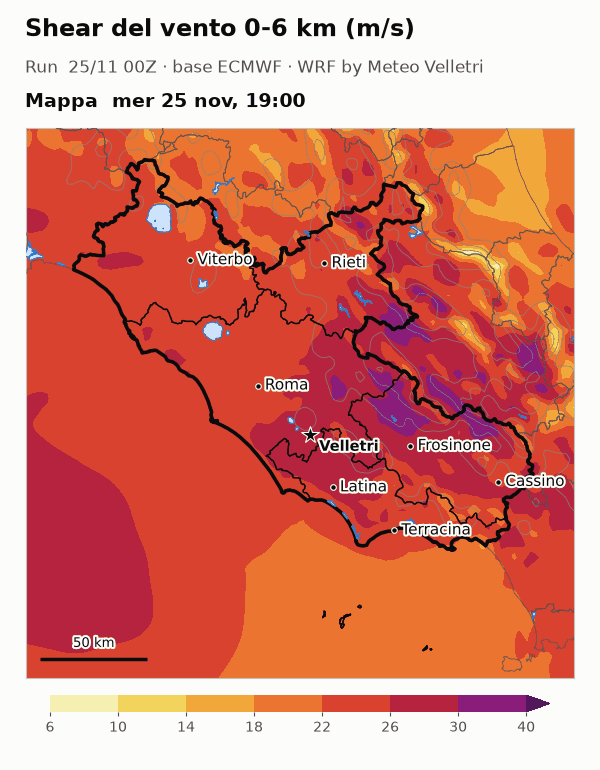 Shear del vento 0-6 km (m/s)
Run  25/11 00Z · base ECMWF · WRF by Meteo Velletri
Mappa  mer 25 nov, 19:00
Viterbo
Rieti
Roma
Velletri
Frosinone
Cassino
Latina
Terracina
50 km
6 10 14 18 22 26 30 40